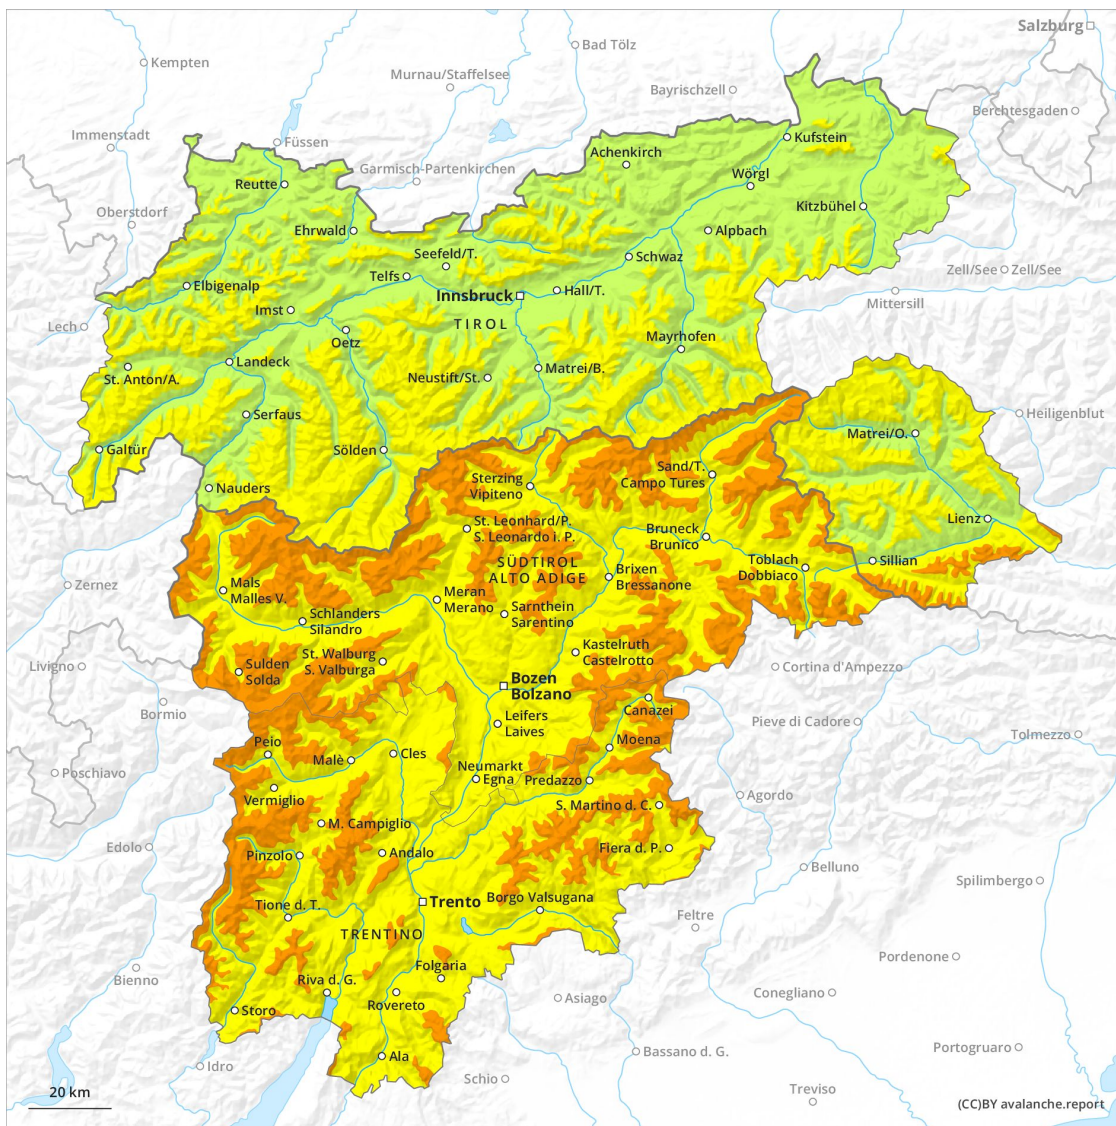 Salzburg
Bad Tölz
Kempten
Murnau/Staffelsee
Bayrischzell
Berchtesgaden
Immenstadt
Füssen
Kufstein
Achenkirch
Garmisch-Partenkirchen
Wörgl
Reutte
Oberstdorf
Kitzbühel
Ehrwald
Alpbach
Seefeld/T.
Schwaz
Telfs
Zell/See
Zell/See
Elbigenalp
Innsbruck
Hall/T.
Mittersill
Imst
TIROL
Lech
Oetz
Mayrhofen
Landeck
Matrei/B.
St. Anton/A.
Neustift/St.
Serfaus
Heiligenblut
Matrei/O.
Galtür
Sölden
Sand/T.
Campo Tures
Sterzing
Vipiteno
Nauders
Lienz
St. Leonhard/P.
S. Leonardo i. P.
Bruneck
Brunico
SÜDTIROL
ALTO ADIGE
Toblach
Dobbiaco
Sillian
Brixen
Bressanone
Zernez
Mals
Malles V.
Meran
Merano
Sarnthein
Sarentino
Schlanders
Silandro
Kastelruth
Castelrotto
St. Walburg
S. Valburga
Livigno
Sulden
Solda
Cortina d'Ampezzo
Bozen
Bolzano
Bormio
Canazei
Leifers
Laives
Pieve di Cadore
Tolmezzo
Peio
Moena
Malè
Cles
Poschiavo
Neumarkt
Egna
Predazzo
Vermiglio
Agordo
S. Martino d. C.
M. Campiglio
Edolo
Pinzolo
Andalo
Fiera d. P.
Belluno
Spilimbergo
Tione d. T.
Trento
Borgo Valsugana
Feltre
TRENTINO
Pordenone
Folgaria
Bienno
Riva d. G.
Conegliano
Rovereto
Asiago
Storo
Portogruaro
Bassano d. G.
Ala
Idro
Schio
Treviso
20 km
(CC)BY avalanche.report